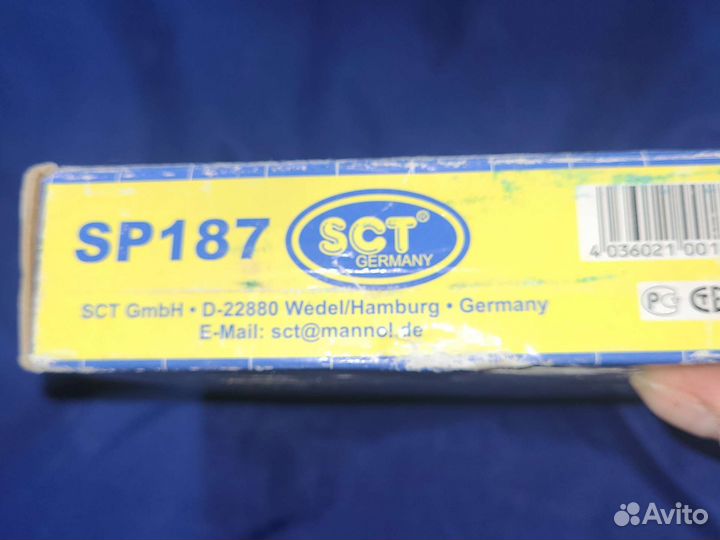 SP187
SCT®
GERMANY
4 036021 001
SCT GmbH • D-22880 Wedel/Hamburg • Germany
E-Mail: sct@mannol.de
Avito